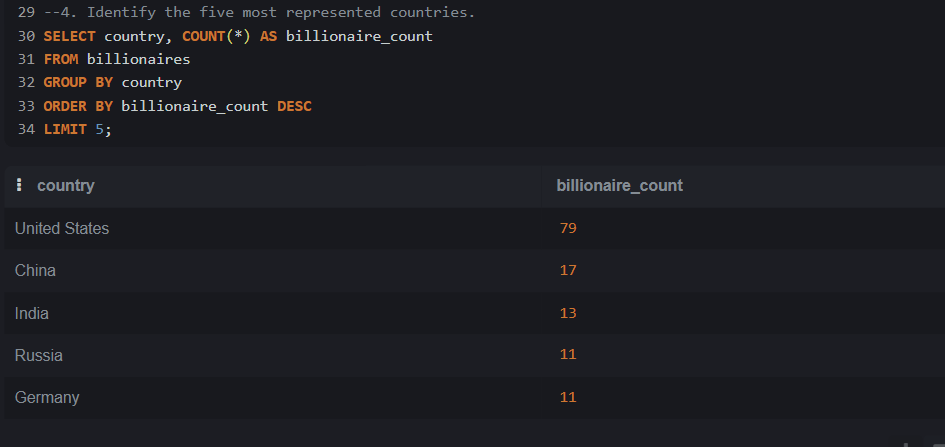 29 --4. Identify the five most represented countries.
30 SELECT country, COUNT(*) AS billionaire_count
31 FROM billionaires
32 GROUP BY country
33 ORDER BY billionaire_count DESC
34 LIMIT 5;
country billionaire_count
United States 79
China 17
India 13
Russia 11
Germany 11